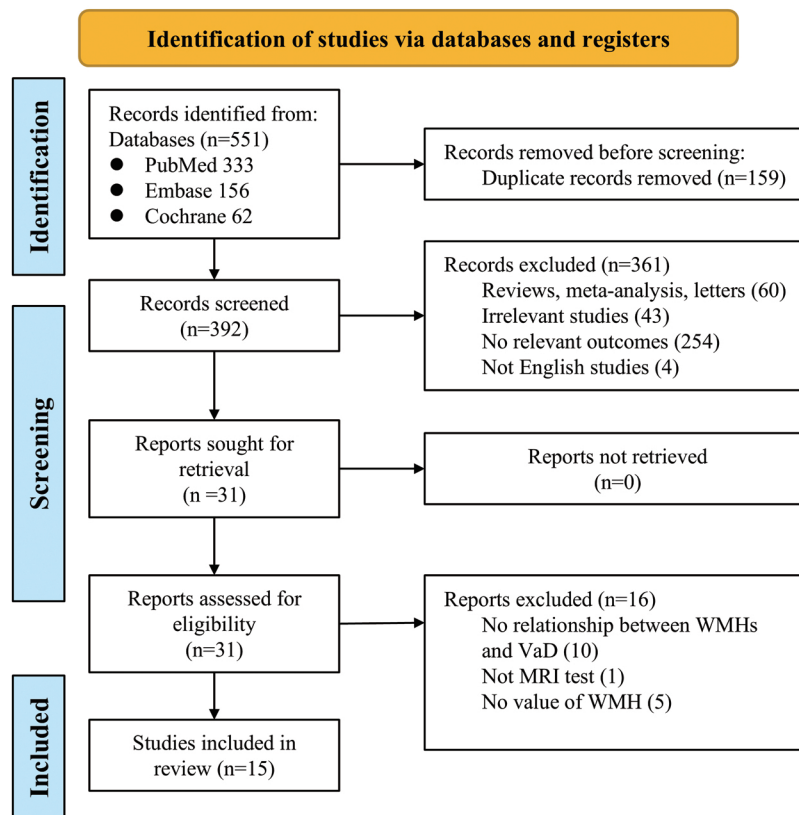 Identification of studies via databases and registers
Identification
Records identified from:
Databases (n=551)
● PubMed 333
● Embase 156
● Cochrane 62
Records removed before screening:
Duplicate records removed (n=159)
Screening
Records screened
(n=392)
Records excluded (n=361)
Reviews, meta-analysis, letters (60)
Irrelevant studies (43)
No relevant outcomes (254)
Not English studies (4)
Reports sought for
retrieval
(n =31)
Reports not retrieved
(n=0)
Reports assessed for
eligibility
(n=31)
Reports excluded (n=16)
No relationship between WMHs
and VaD (10)
Not MRI test (1)
No value of WMH (5)
Included
Studies included in
review (n=15)